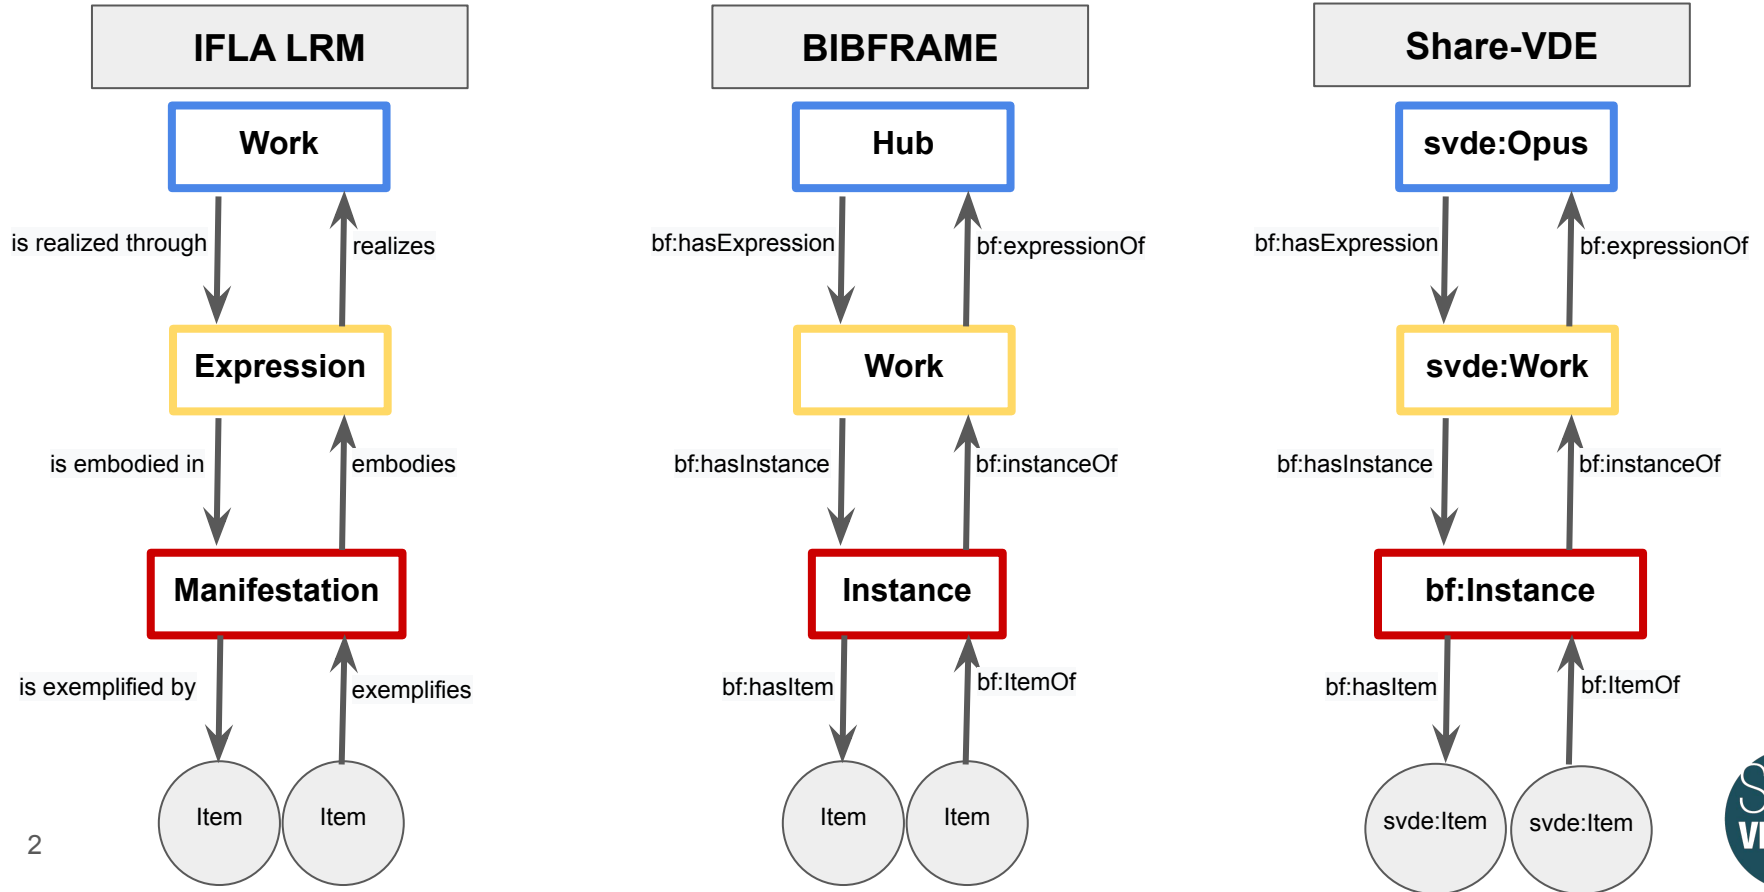 IFLA LRM
Work
is realized through
realizes
Expression
is embodied in
embodies
Manifestation
is exemplified by
exemplifies
Item
Item
BIBFRAME
Hub
bf:hasExpression
bf:expressionOf
Work
bf:hasInstance
bf:instanceOf
Instance
bf:hasItem
bf:ItemOf
Item
Item
Share-VDE
svde:Opus
bf:hasExpression
bf:expressionOf
svde:Work
bf:hasInstance
bf:instanceOf
bf:Instance
bf:hasItem
bf:ItemOf
svde:Item
svde:Item
2